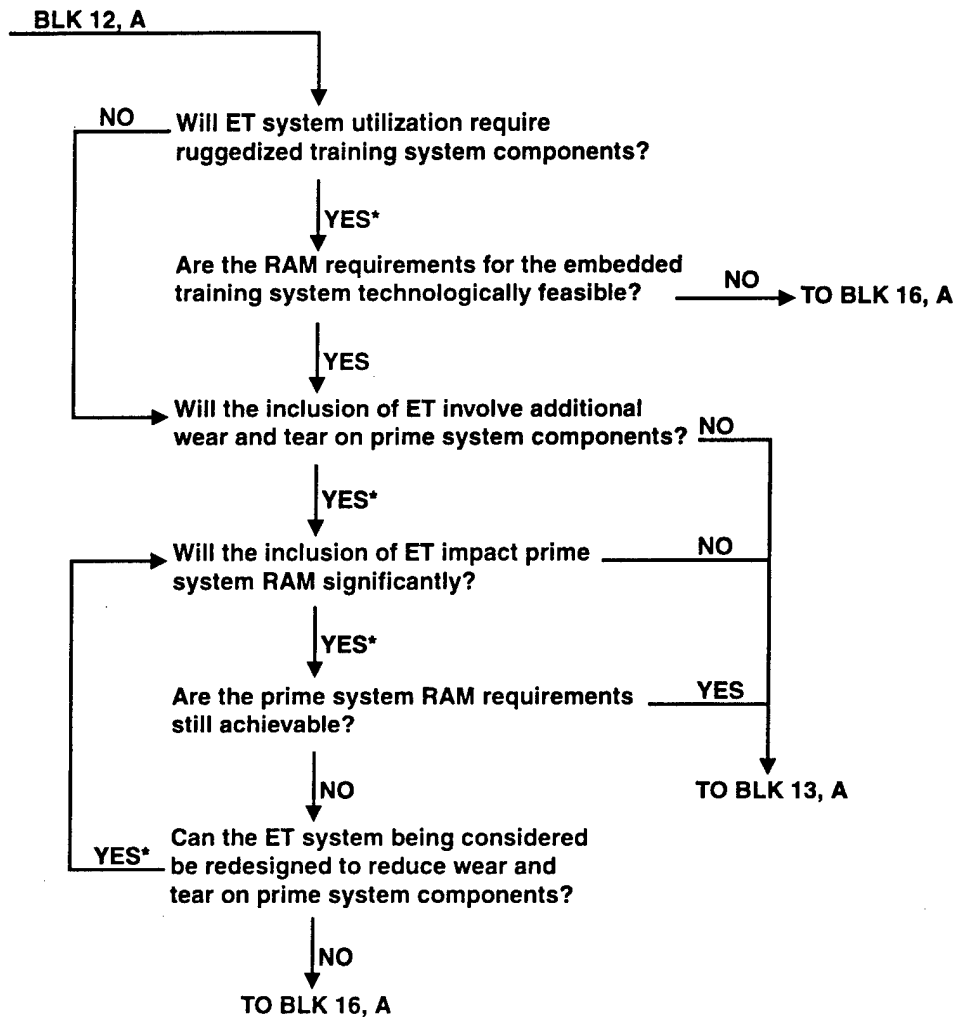 BLK 12, A
NO
Will ET system utilization require
ruggedized training system components?
YES*
Are the RAM requirements for the embedded
training system technologically feasible?
NO
TO BLK 16, A
YES
Will the inclusion of ET involve additional
wear and tear on prime system components?
NO
YES*
Will the inclusion of ET impact prime
system RAM significantly?
NO
YES*
Are the prime system RAM requirements
still achievable?
YES
NO
TO BLK 13, A
Can the ET system being considered
be redesigned to reduce wear and
tear on prime system components?
YES*
NO
TO BLK 16, A